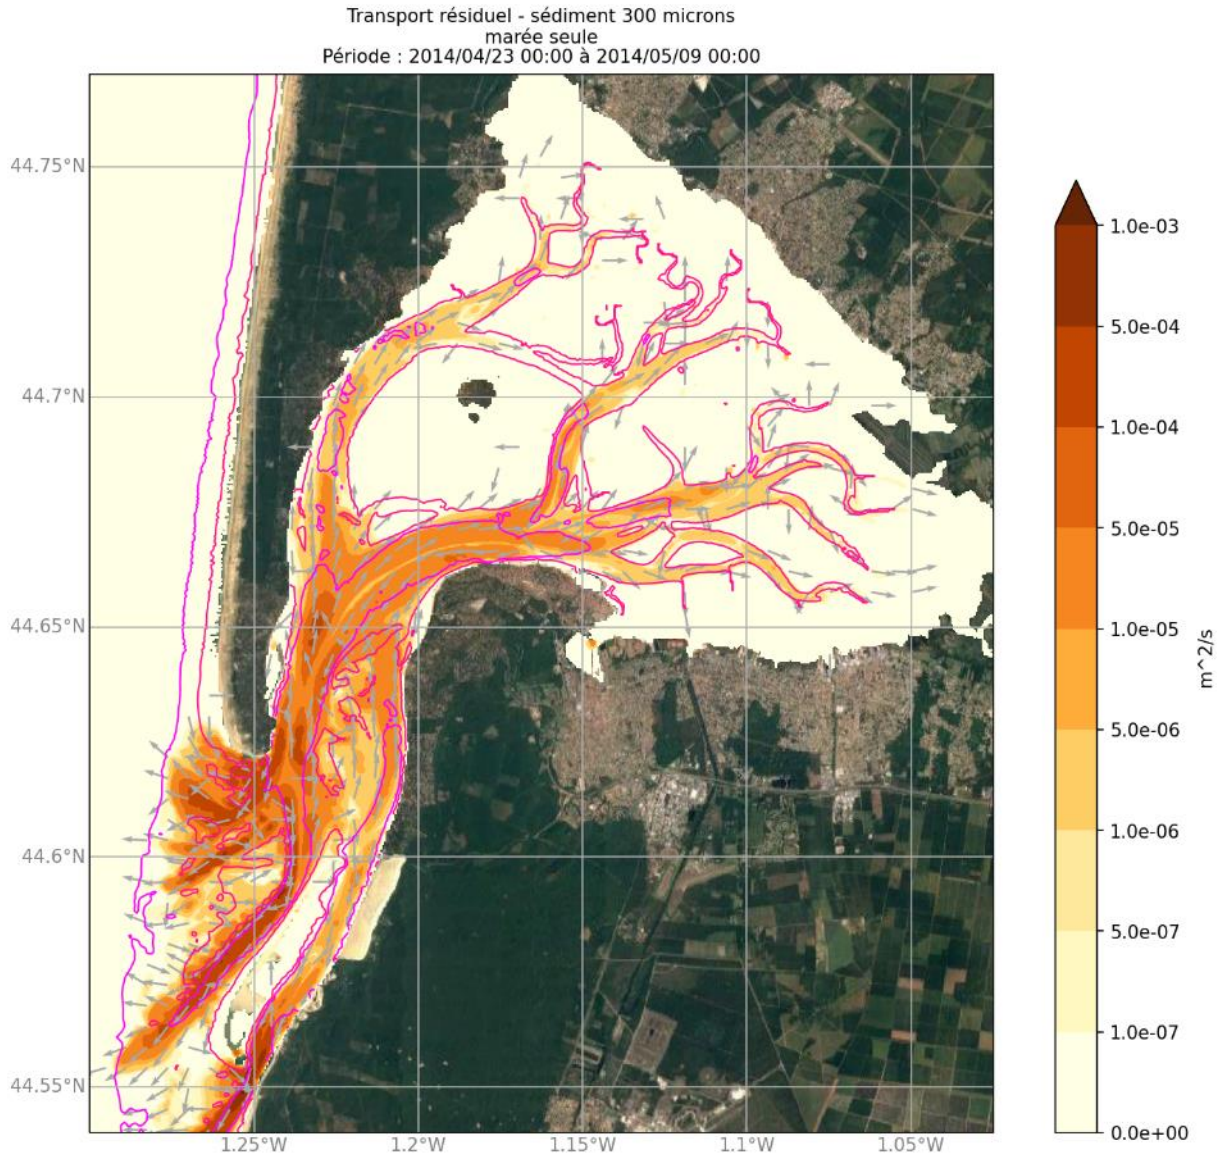 Transport résiduel - sédiment 300 microns
marée seule
Période : 2014/04/23 00:00 à 2014/05/09 00:00
44.75°N
44.7°N
44.65°N
44.6°N
44.55°N
1.25°W
1.2°W
1.15°W
1.1°W
1.05°W
1.0e-03
5.0e-04
1.0e-04
5.0e-05
1.0e-05
5.0e-06
1.0e-06
5.0e-07
1.0e-07
0.0e+00
m^2/s